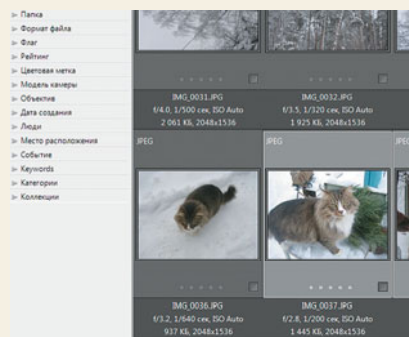 Папка
Формат файла
Флаг
Рейтинг
Цветовая метка
Модель камеры
Объектив
Дата создания
Люди
Место расположения
Событие
Keywords
Категории
Коллекции
IMG_0031.JPG
f/4.0, 1/500 сек, ISO Auto
2 061 КБ, 2048x1536
IMG_0032.JPG
f/3.5, 1/320 сек, ISO Auto
1 925 КБ, 2048x1536
JPEG
JPEG
JPEG
IMG_0036.JPG
f/3.2, 1/640 сек, ISO Auto
937 КБ, 2048x1536
IMG_0037.JPG
f/2.8, 1/200 сек, ISO Auto
1 445 КБ, 2048x1536